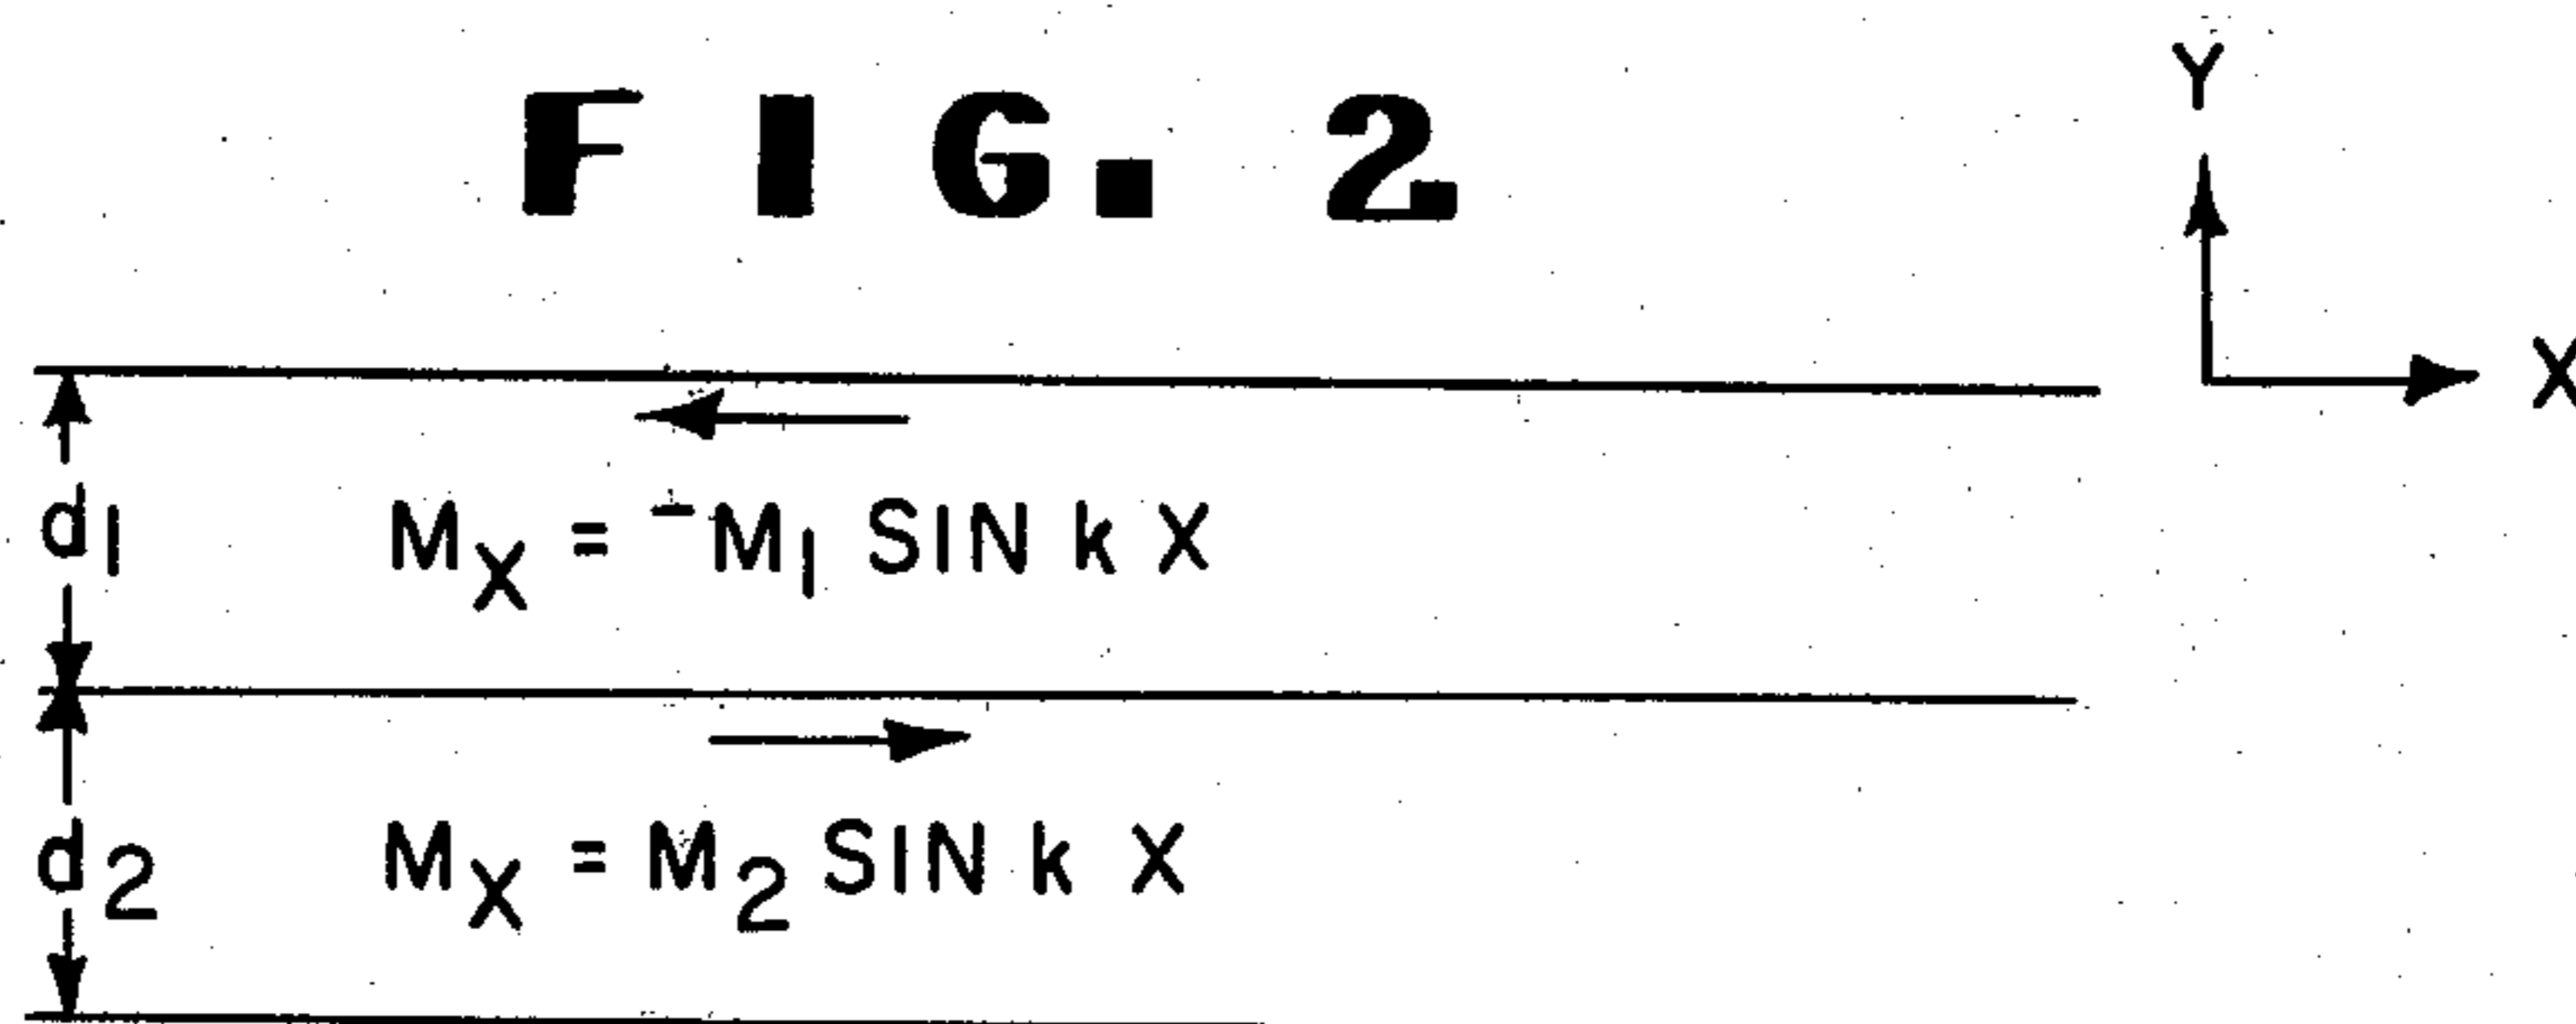 FIG. 2
Y
X
d1
Mx = -M1 SIN k X
d2
Mx = M2 SIN k X